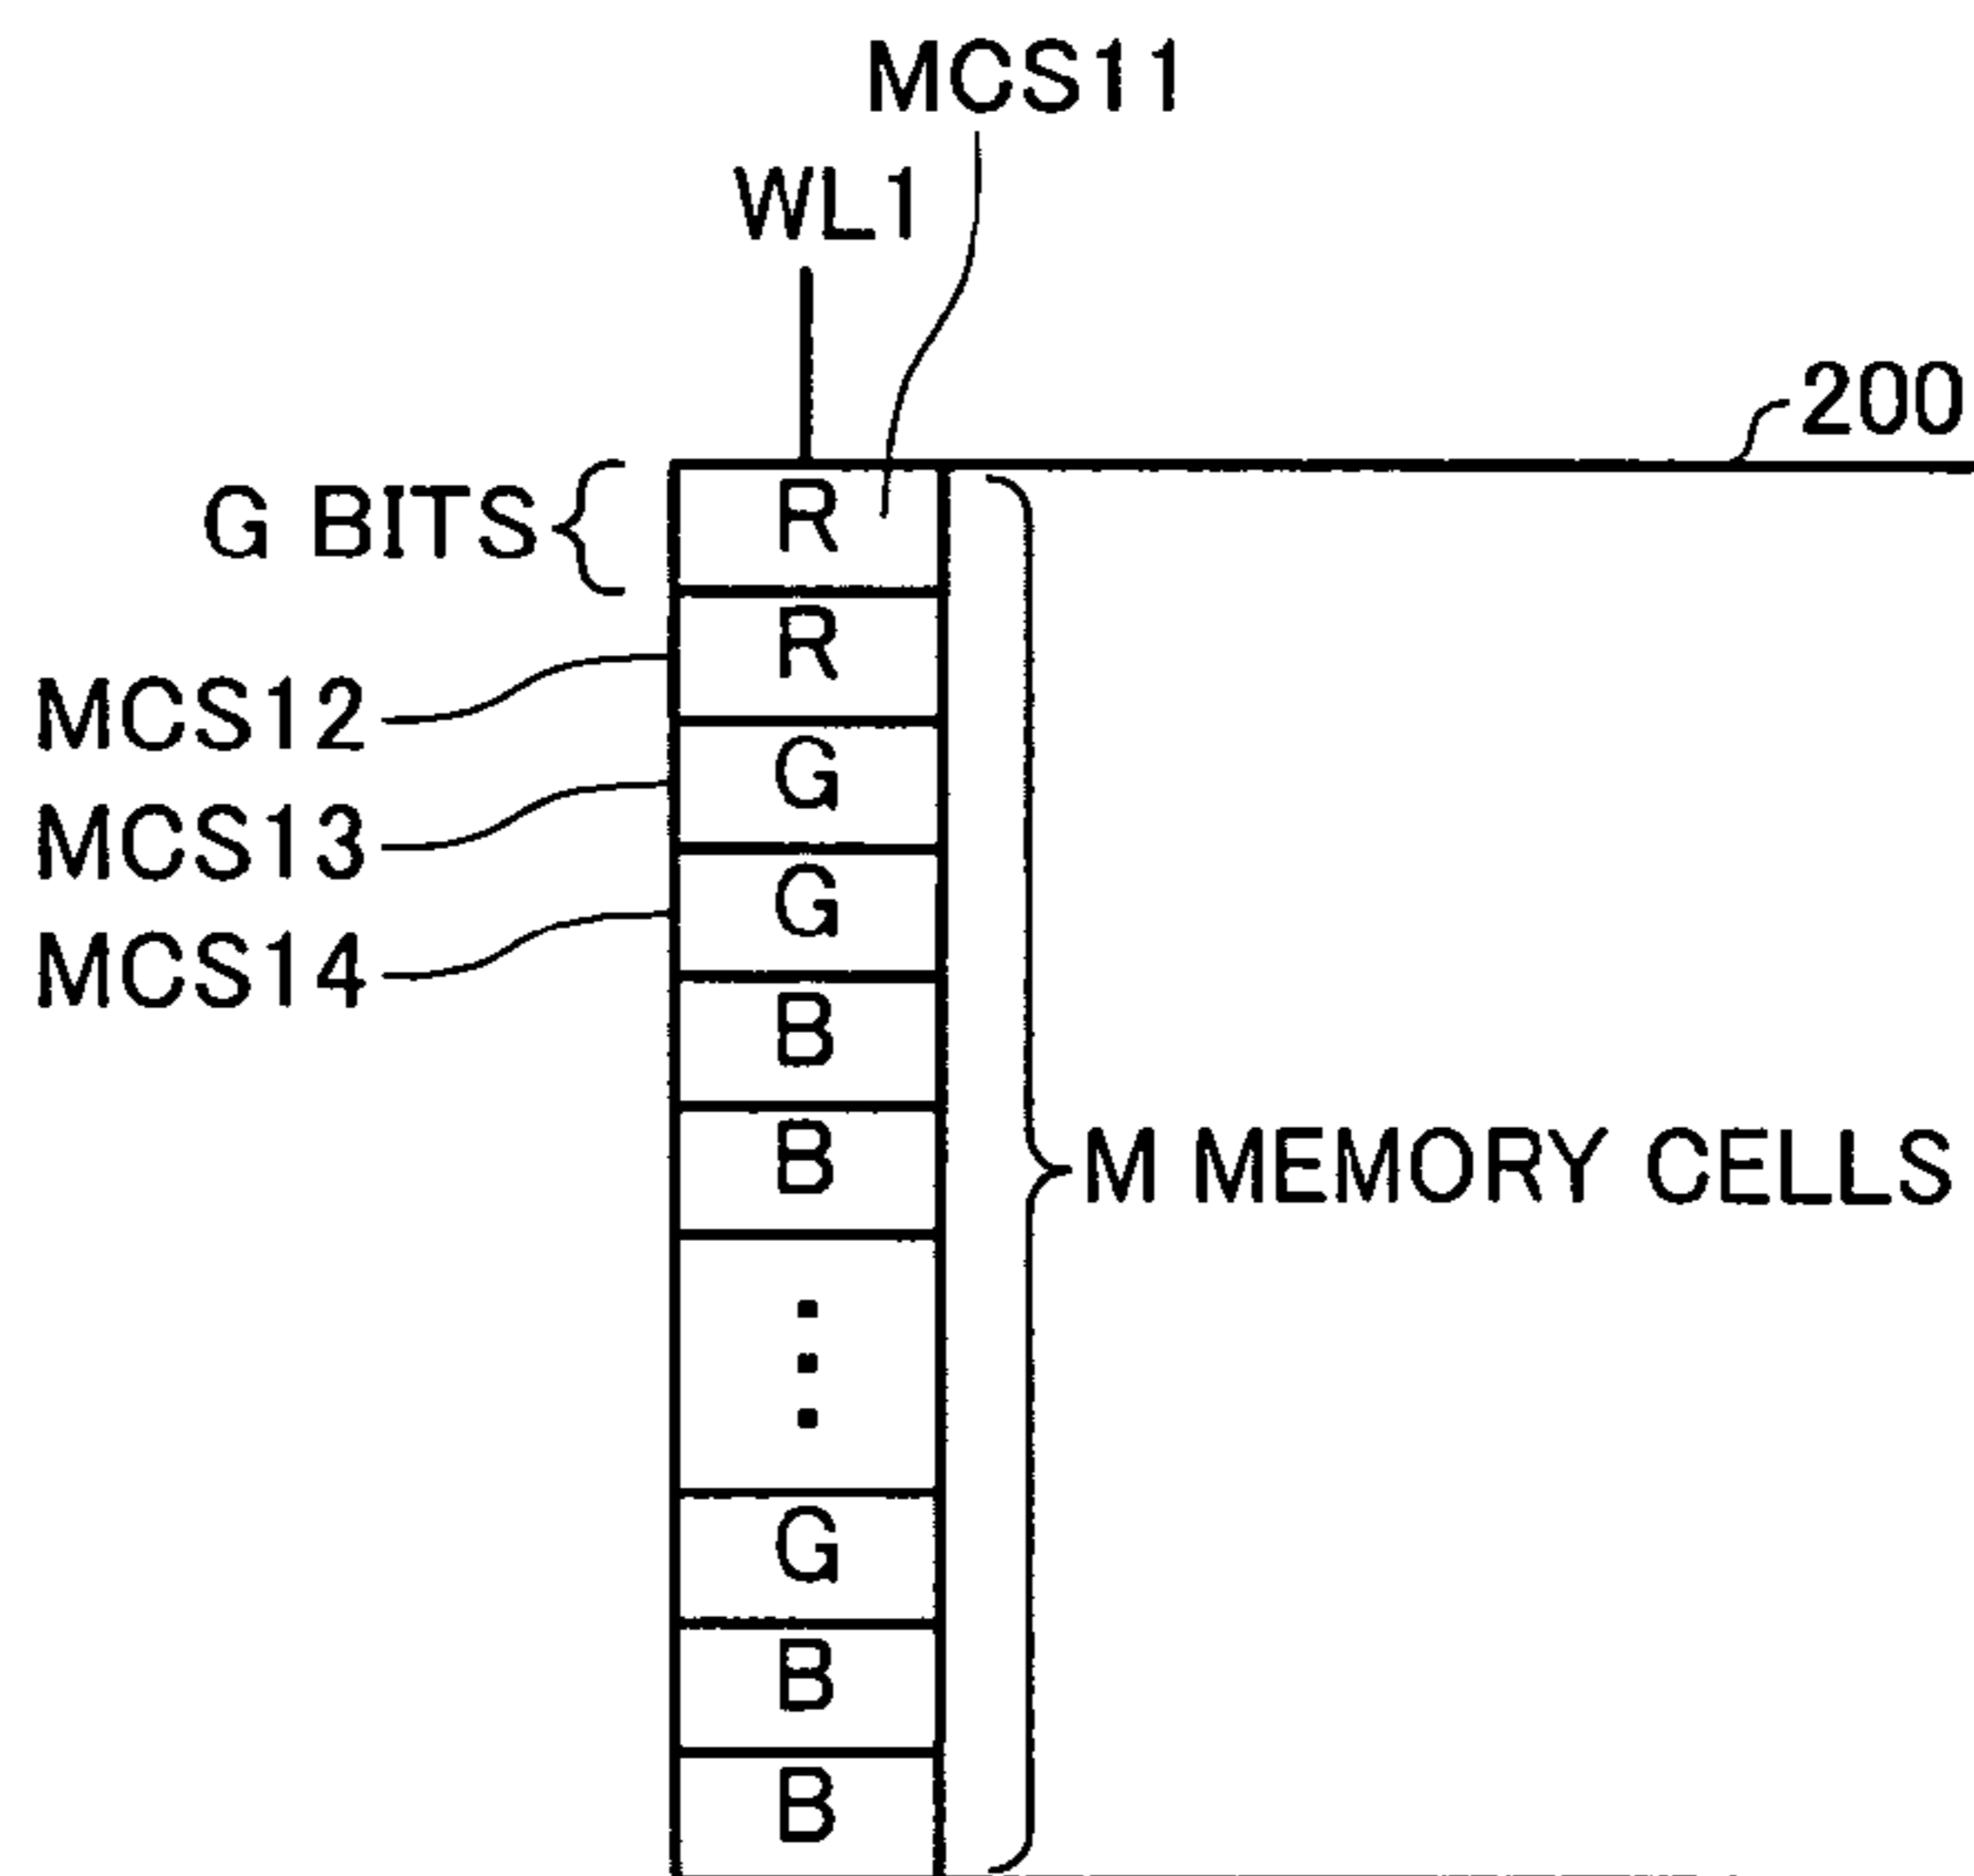 MCS11
WL1
200
G BITS
R
R
MCS12
G
MCS13
G
MCS14
B
B
M MEMORY CELLS
G
B
B